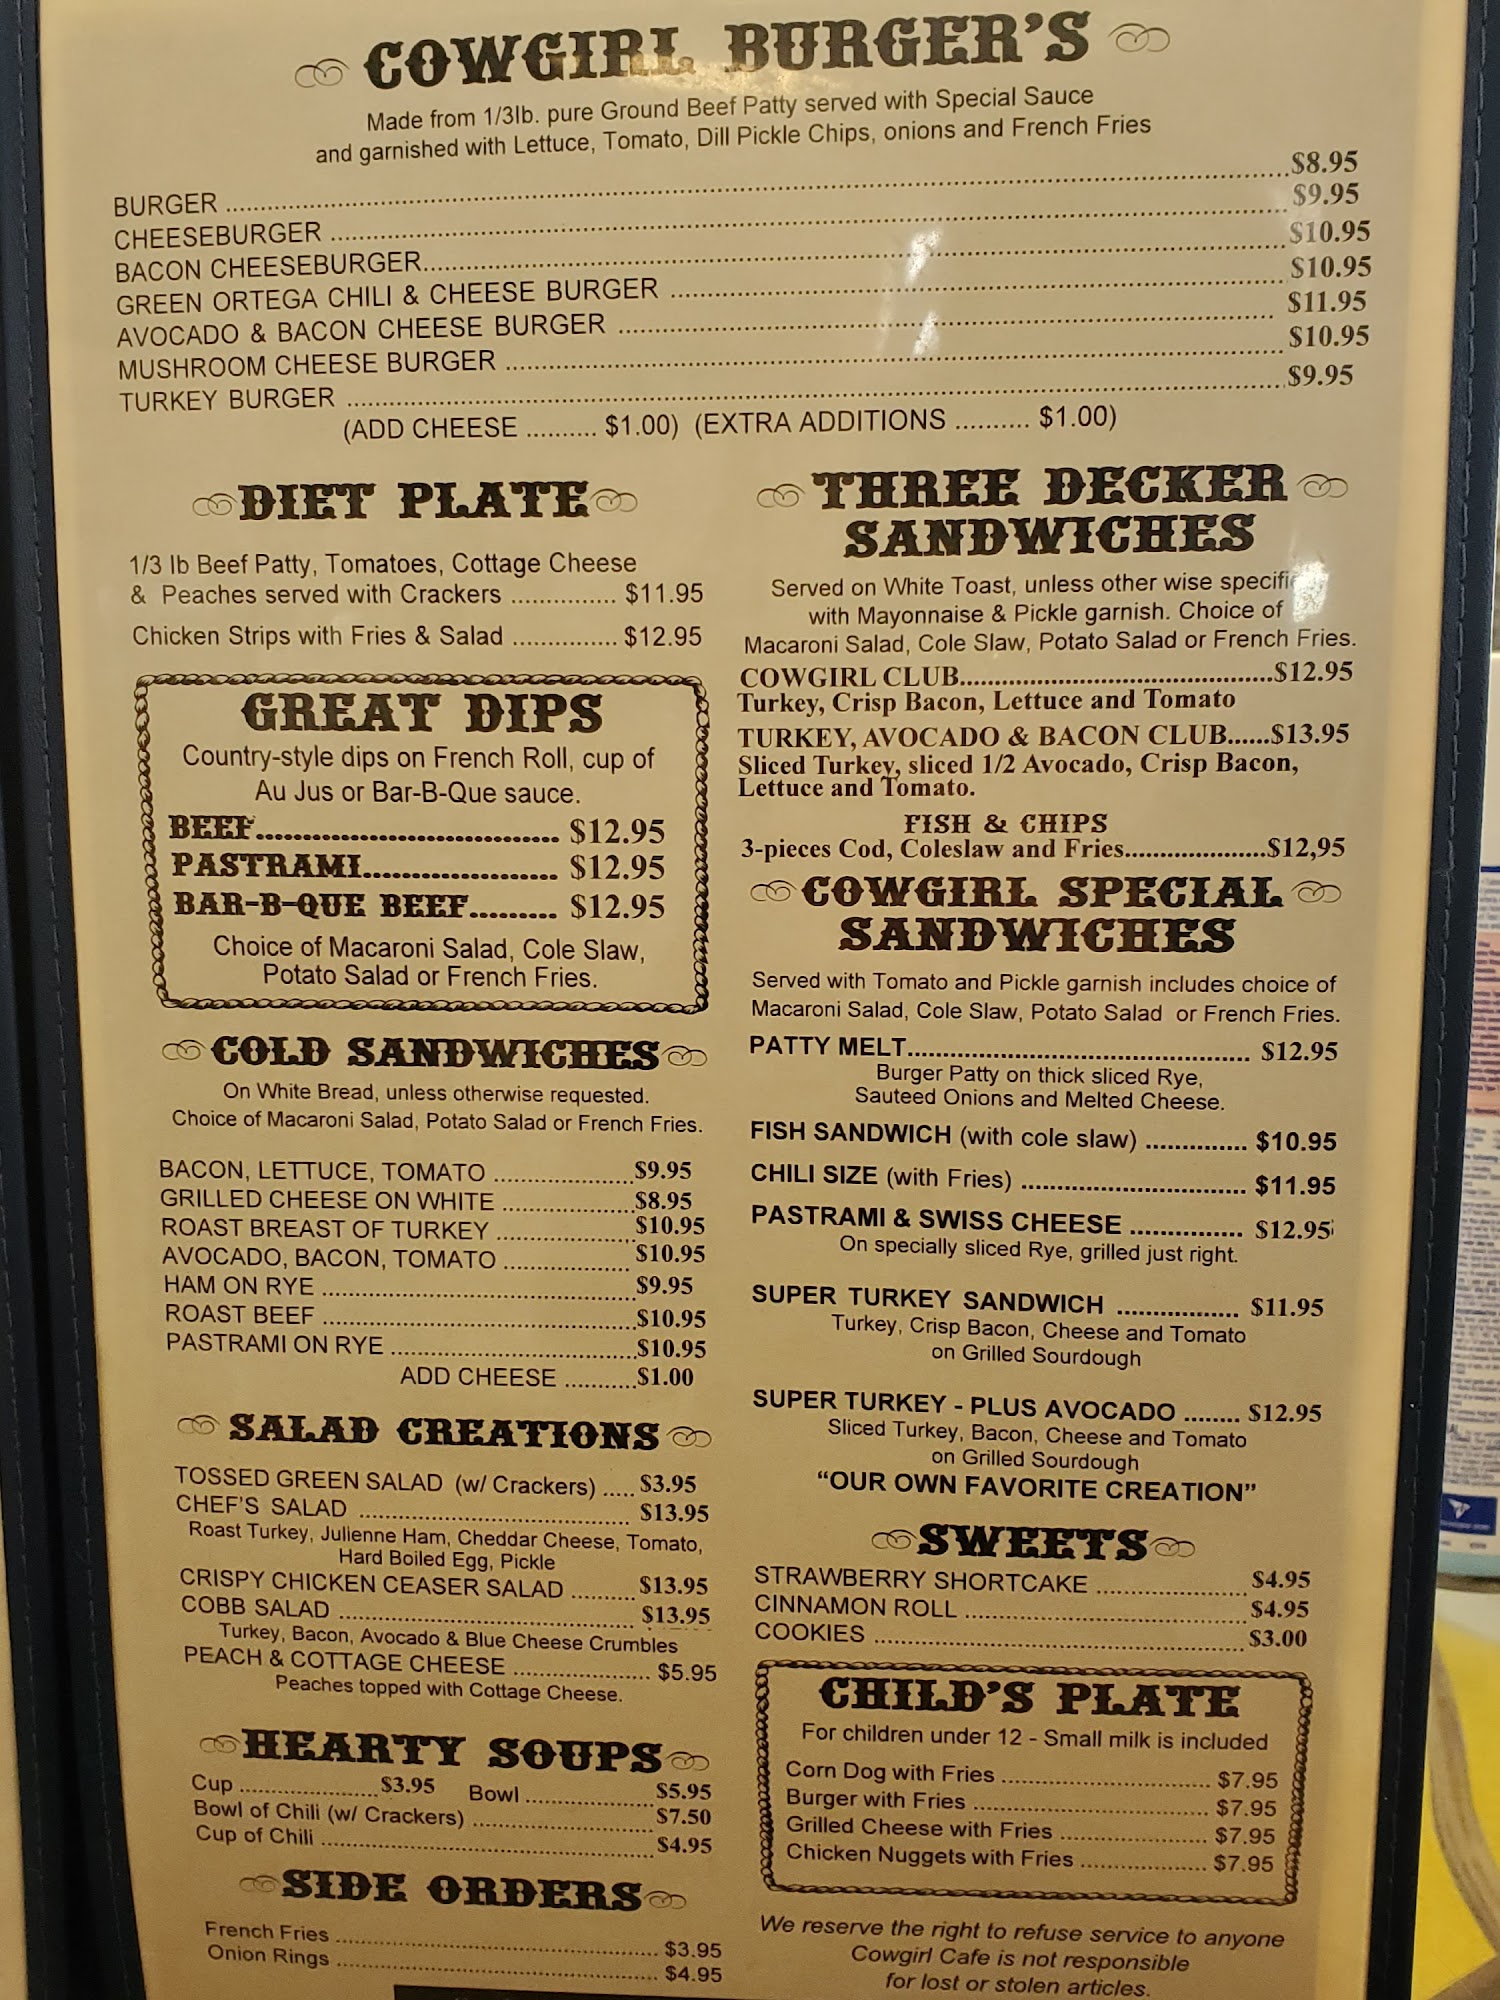 COWGIRL BURGER'S
Made from 1/3lb. pure Ground Beef Patty served with Special Sauce
and garnished with Lettuce, Tomato, Dill Pickle Chips, onions and French Fries
BURGER $8.95
CHEESEBURGER $9.95
BACON CHEESEBURGER $10.95
GREEN ORTEGA CHILI & CHEESE BURGER $10.95
AVOCADO & BACON CHEESE BURGER $11.95
MUSHROOM CHEESE BURGER $10.95
TURKEY BURGER $9.95
(ADD CHEESE .......... $1.00) (EXTRA ADDITIONS .......... $1.00)
DIET PLATE
1/3 lb Beef Patty, Tomatoes, Cottage Cheese
& Peaches served with Crackers ................ $11.95
Chicken Strips with Fries & Salad ............... $12.95
GREAT DIPS
Country-style dips on French Roll, cup of
Au Jus or Bar-B-Que sauce.
BEEF................................ $12.95
PASTRAMI..................... $12.95
BAR-B-QUE BEEF......... $12.95
Choice of Macaroni Salad, Cole Slaw,
Potato Salad or French Fries.
COLD SANDWICHES
On White Bread, unless otherwise requested.
Choice of Macaroni Salad, Potato Salad or French Fries.
BACON, LETTUCE, TOMATO $9.95
GRILLED CHEESE ON WHITE $8.95
ROAST BREAST OF TURKEY $10.95
AVOCADO, BACON, TOMATO $10.95
HAM ON RYE $9.95
ROAST BEEF $10.95
PASTRAMI ON RYE $10.95
ADD CHEESE $1.00
SALAD CREATIONS
TOSSED GREEN SALAD (w/ Crackers) ..... $3.95
CHEF'S SALAD $13.95
Roast Turkey, Julienne Ham, Cheddar Cheese, Tomato,
Hard Boiled Egg, Pickle
CRISPY CHICKEN CEASER SALAD $13.95
COBB SALAD $13.95
Turkey, Bacon, Avocado & Blue Cheese Crumbles
PEACH & COTTAGE CHEESE $5.95
Peaches topped with Cottage Cheese.
HEARTY SOUPS
Cup $3.95 Bowl $5.95
Bowl of Chili (w/ Crackers) $7.50
Cup of Chili $4.95
SIDE ORDERS
French Fries $3.95
Onion Rings $4.95
THREE DECKER
SANDWICHES
Served on White Toast, unless other wise
with Mayonnaise & Pickle garnish. Choice of
Macaroni Salad, Cole Slaw, Potato Salad or French Fries.
COWGIRL CLUB $12.95
Turkey, Crisp Bacon, Lettuce and Tomato
TURKEY, AVOCADO & BACON CLUB......$13.95
Sliced Turkey, sliced 1/2 Avocado, Crisp Bacon,
Lettuce and Tomato.
FISH & CHIPS
3-pieces Cod, Coleslaw and Fries $12,95
COWGIRL SPECIAL
SANDWICHES
Served with Tomato and Pickle garnish includes choice of
Macaroni Salad, Cole Slaw, Potato Salad or French Fries.
PATTY MELT $12.95
Burger Patty on thick sliced Rye,
Sauteed Onions and Melted Cheese.
FISH SANDWICH (with cole slaw) $10.95
CHILI SIZE (with Fries) $11.95
PASTRAMI & SWISS CHEESE $12.95
On specially sliced Rye, grilled just right.
SUPER TURKEY SANDWICH $11.95
Turkey, Crisp Bacon, Cheese and Tomato
on Grilled Sourdough
SUPER TURKEY - PLUS AVOCADO ........ $12.95
Sliced Turkey, Bacon, Cheese and Tomato
on Grilled Sourdough
"OUR OWN FAVORITE CREATION"
SWEETS
STRAWBERRY SHORTCAKE $4.95
CINNAMON ROLL $4.95
COOKIES $3.00
CHILD'S PLATE
For children under 12 - Small milk is included
Corn Dog with Fries $7.95
Burger with Fries $7.95
Grilled Cheese with Fries $7.95
Chicken Nuggets with Fries $7.95
We reserve the right to refuse service to anyone
Cowgirl Cafe is not responsible
for lost or stolen articles.